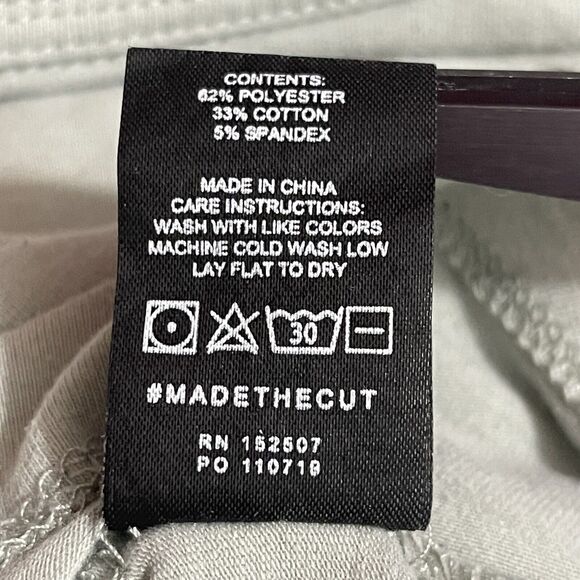 CONTENTS:
62% POLYESTER
33% COTTON
5% SPANDEX
MADE IN CHINA
CARE INSTRUCTIONS:
WASH WITH LIKE COLORS
MACHINE COLD WASH LOW
LAY FLAT TO DRY
30
#MADETHECUT
RN 152507
PO 110719